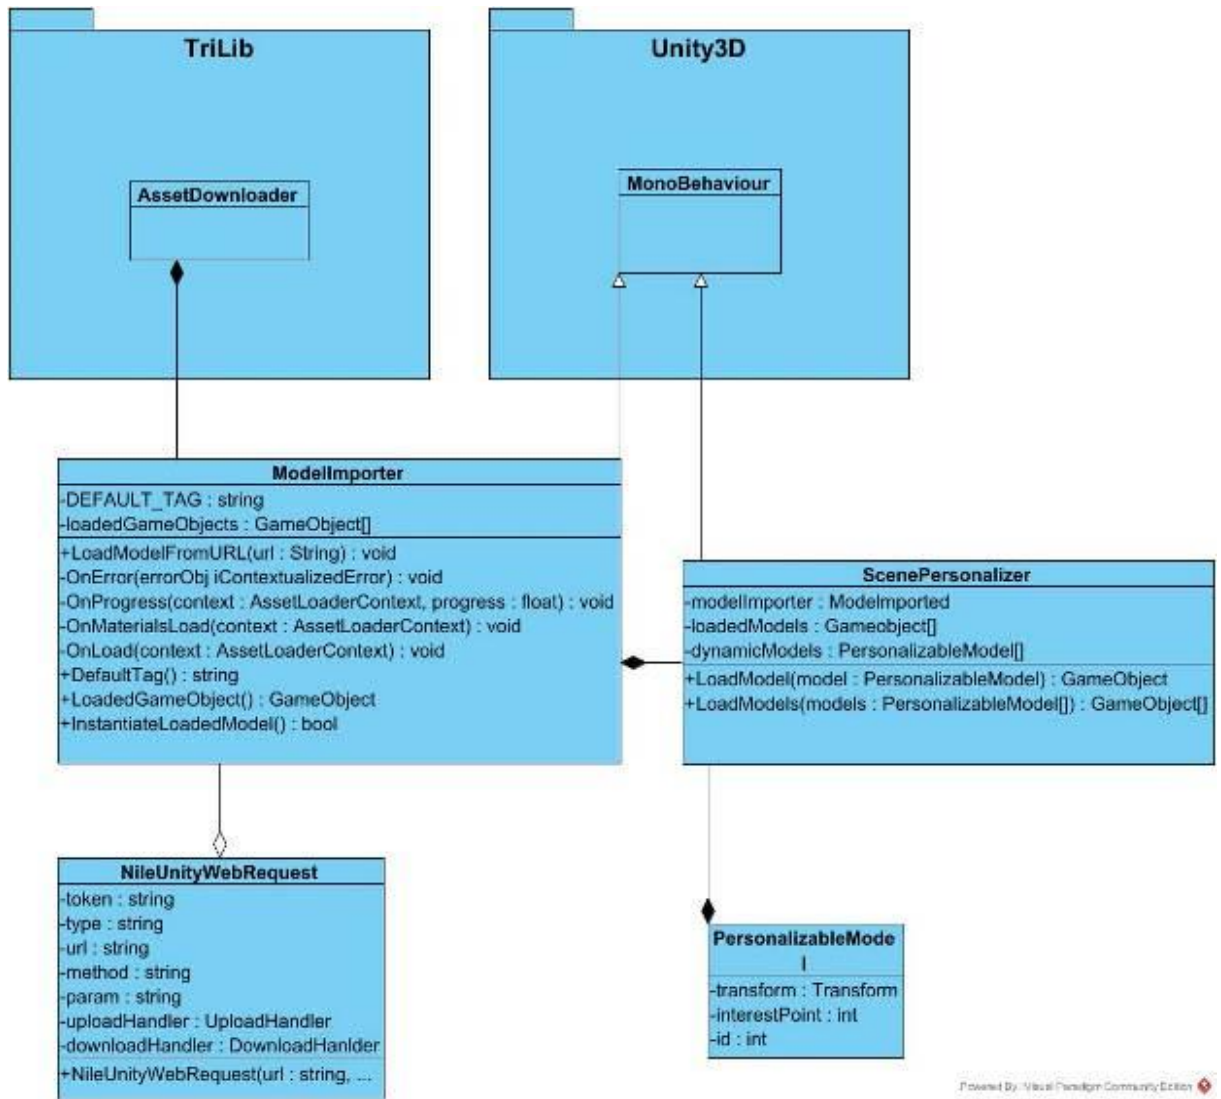 TriLib
Unity3D
AssetDownloader
MonoBehaviour
ModelImporter
-DEFAULT_TAG : string
-loadedGameObjects : GameObject[]
+LoadModelFromURL(url : String) : void
-OnError(errorObj iContextualizedError) : void
-OnProgress(context : AssetLoaderContext, progress : float) : void
-OnMaterialsLoad(context : AssetLoaderContext) : void
-OnLoad(context : AssetLoaderContext) : void
+DefaultTag() : string
+LoadedGameObject() : GameObject
+InstantiateLoadedModel() : bool
ScenePersonalizer
-modelImporter : ModeImported
-loadedModels : Gameobject[]
-dynamicModels : PersonalizableModel[]
+LoadModel(model : PersonalizableModel) : GameObject
+LoadModels(models : PersonalizableModel[]) : GameObject[]
NileUnityWebRequest
-token : string
-type : string
-url : string
-method : string
-param : string
-uploadHandler : UploadHandler
-downloadHandler : DownloadHanlder
+NileUnityWebRequest(url : string, ...
PersonalizableMode
l
-transform : Transform
-interestPoint : int
-id : int
Powered By: Visual Paradigm Community Edition